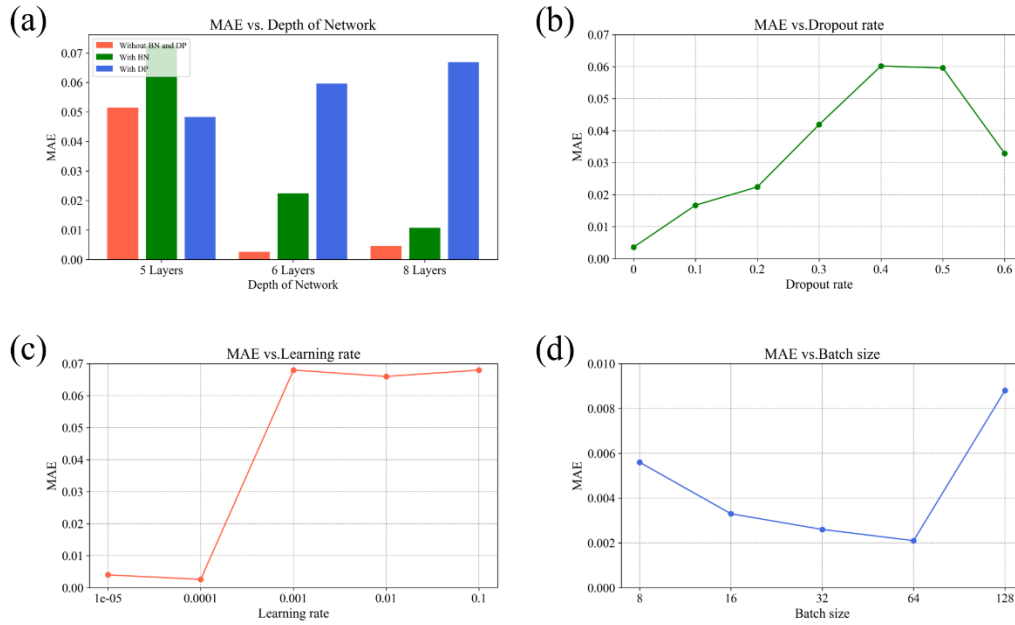 (a)
MAE vs. Depth of Network
Without BN and DP
With BN
With DP
0.07
0.06
0.05
0.04
0.03
0.02
0.01
0.00
MAE
5 Layers 6 Layers 8 Layers
Depth of Network
(b)
MAE vs.Dropout rate
0.07
0.06
0.05
0.04
0.03
0.02
0.01
0.00
MAE
0 0.1 0.2 0.3 0.4 0.5 0.6
Dropout rate
(c)
MAE vs.Learning rate
0.07
0.06
0.05
0.04
0.03
0.02
0.01
0.00
MAE
1e-05 0.0001 0.001 0.01 0.1
Learning rate
(d)
MAE vs.Batch size
0.010
0.008
0.006
0.004
0.002
0.000
MAE
8 16 32 64 128
Batch size